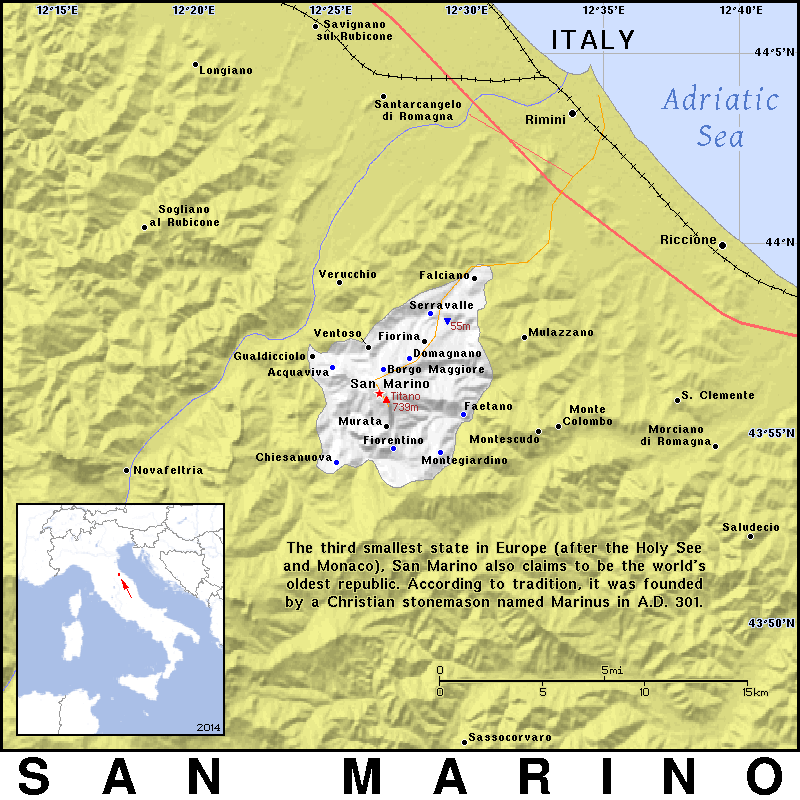 12°15'E 12°20'E 12°25'E 12°30'E 12°35'E 12°40'E
Savignano
sul Rubicone
ITALY
44°5'N
Longiano
Adriatic
Sea
Santarcangelo
di Romagna
Rimini
Sogliano
al Rubicone
Riccione
44°N
Verucchio
Falciano
Serravalle
55m
Ventoso
Fiorina
Mulazzano
Gualdicciolo
Domagnano
Acquaviva
Borgo Maggiore
San Marino
Titano
739m
S. Clemente
Faetano
Monte
Colombo
Murata
Morciano
di Romagna
43°55'N
Fiorentino
Montescudo
Chiesanuova
Montegiardino
Novafeltria
Saludecio
The third smallest state in Europe (after the Holy See
and Monaco), San Marino also claims to be the world's
oldest republic. According to tradition, it was founded
by a Christian stonemason named Marinus in A.D. 301.
43°50'N
0 5mi
0 5 10 15km
2014
Sassocorvaro
SAN MARINO